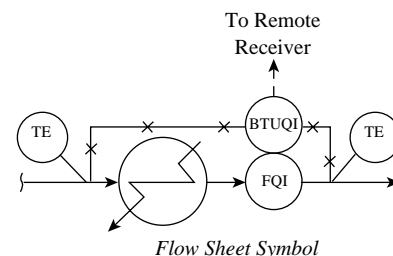 To Remote
Receiver
TE
BTUQI
TE
FQI
Flow Sheet Symbol